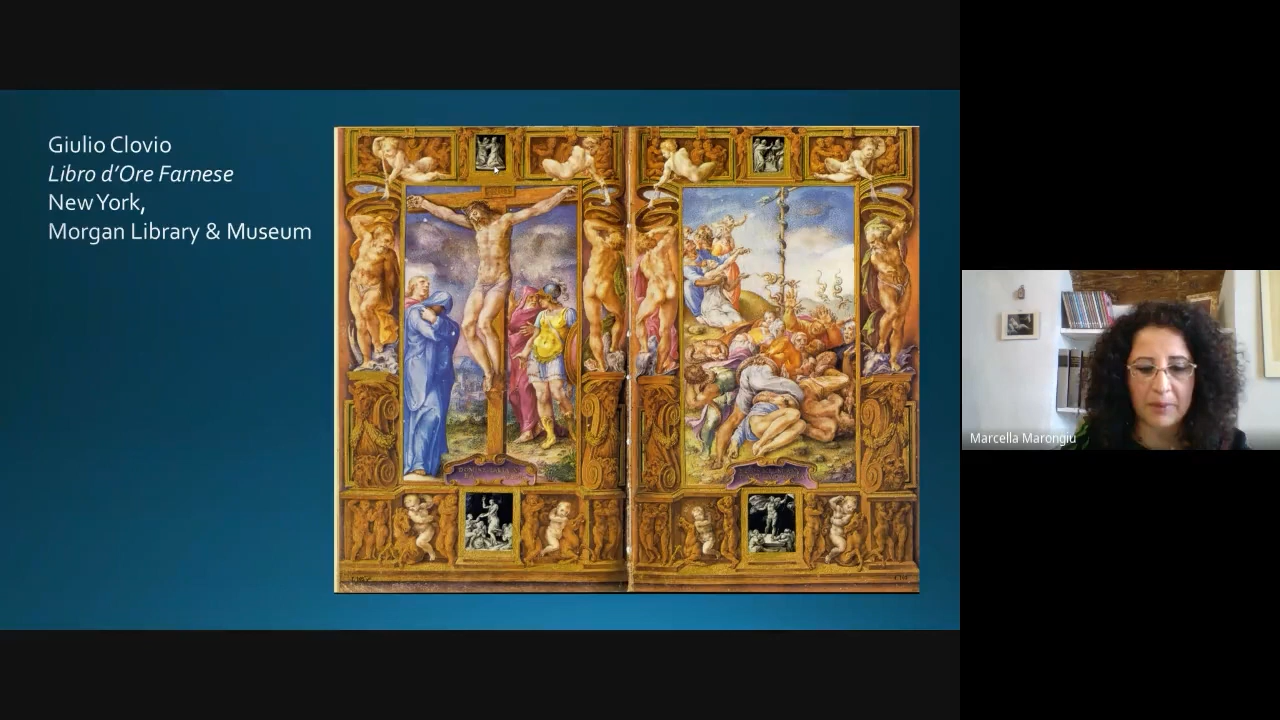 Giulio Clovio
Libro d'Ore Farnese
New York,
Morgan Library & Museum
Marcella Marongiu